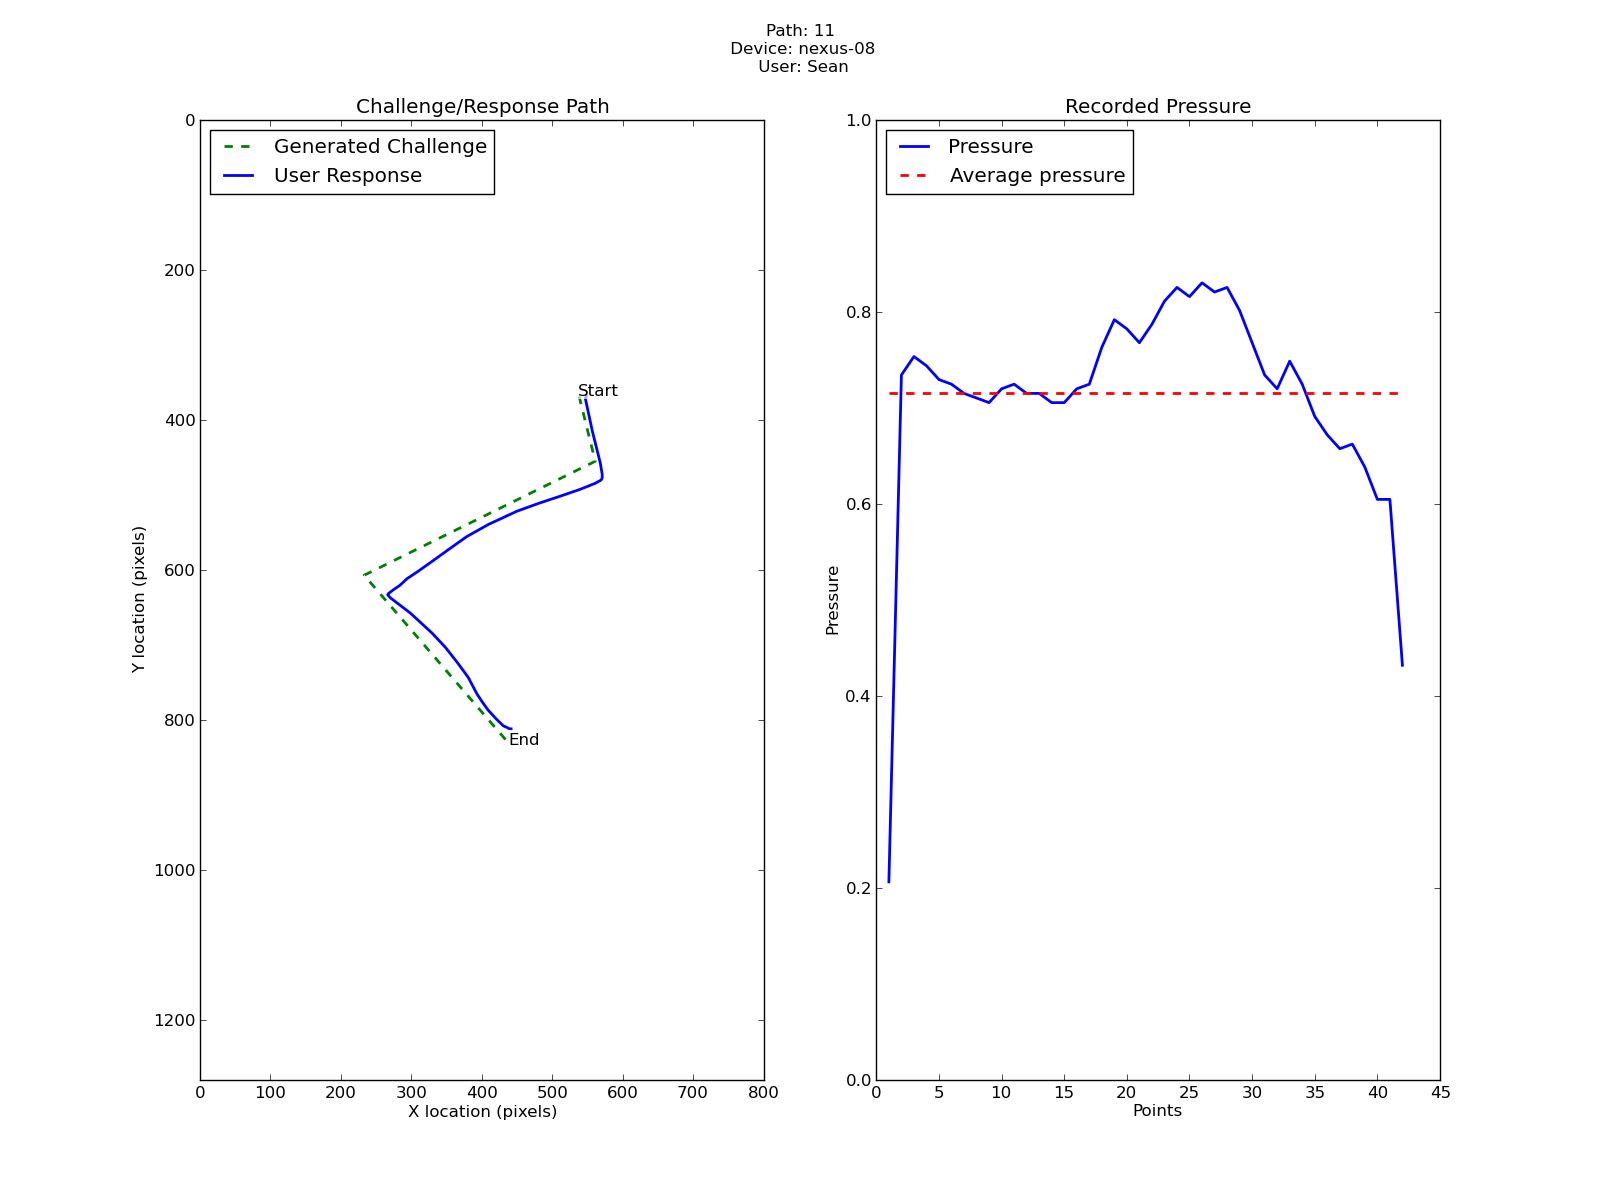 Path: 11
Device: nexus-08
User: Sean
Challenge/Response Path
Generated Challenge
User Response
0
200
400
600
800
1000
1200
Y location (pixels)
Start
End
0 100 200 300 400 500 600 700 800
X location (pixels)
Recorded Pressure
Pressure
Average pressure
1.0
0.8
0.6
0.4
0.2
0.0
Pressure
0 5 10 15 20 25 30 35 40 45
Points